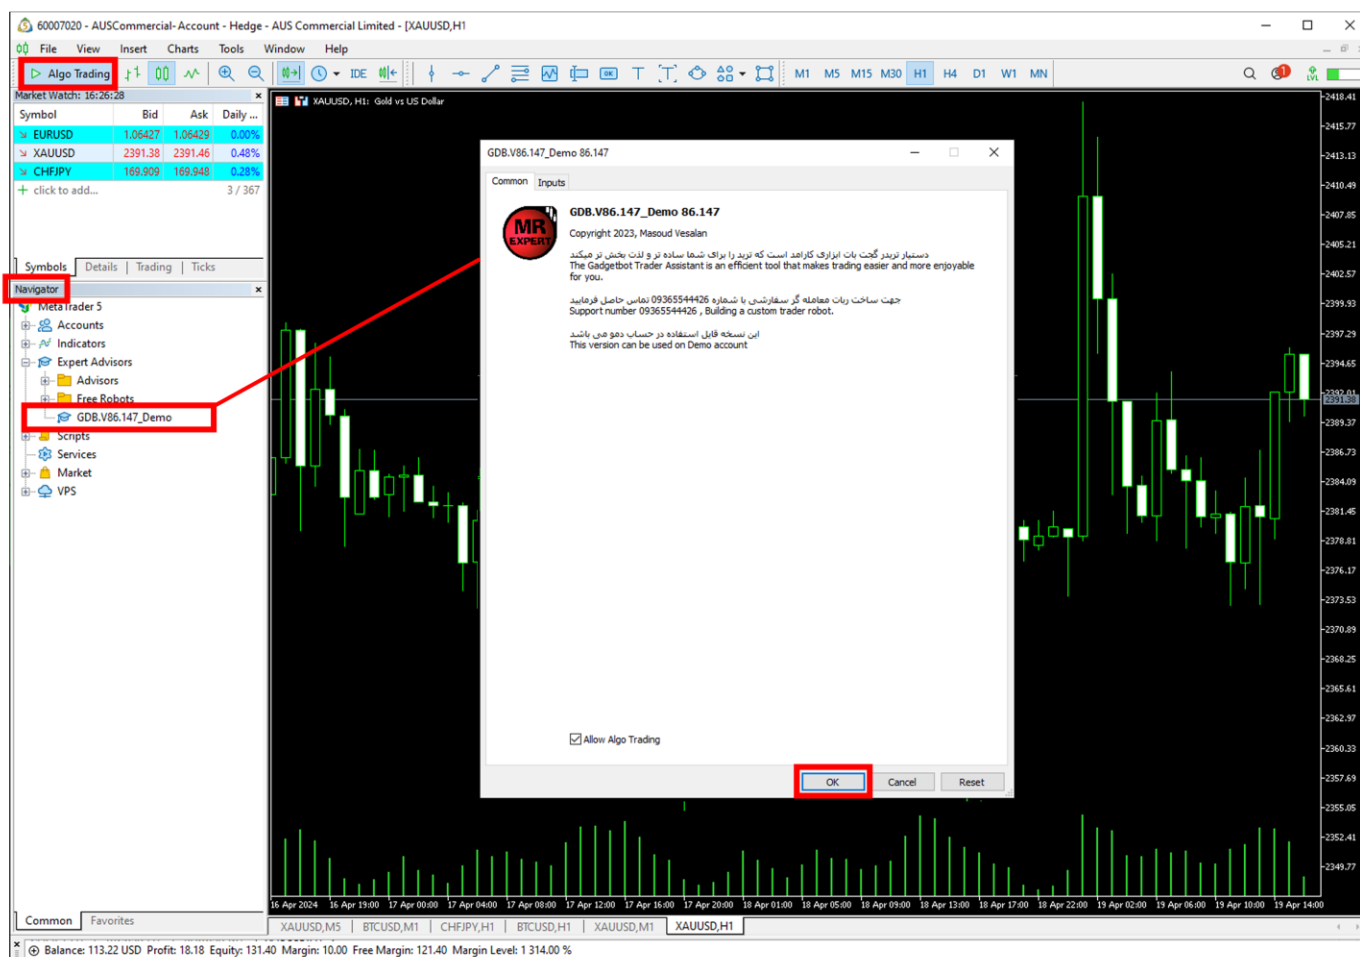 60007020 - AUSCommercial-Account - Hedge - AUS Commercial Limited - [XAUUSD,H1
File View Insert Charts Tools Window Help
Algo Trading IDE OK T T M1 M5 M15 M30 H1 H4 D1 W1 MN 1 LVL
Market Watch: 16:26:28
Symbol Bid Ask Daily ...
EURUSD 1.06427 1.06429 0.00%
XAUUSD 2391.38 2391.46 0.48%
CHFJPY 169.909 169.948 0.28%
click to add... 3 / 367
Symbols Details Trading Ticks
Navigator
MetaTrader 5
Accounts
Indicators
Expert Advisors
Advisors
Free Robots
GDB.V86.147_Demo
Scripts
Services
Market
VPS
Common Favorites
XAUUSD, H1: Gold vs US Dollar
GDB.V86.147_Demo 86.147
Common Inputs
MR
EXPERT
GDB.V86.147_Demo 86.147
Copyright 2023, Masoud Vesalan
دستیار تریدر گجت بات ابزاری کارامد است که ترید را برای شما ساده تر و لذت بخش تر میکند
The Gadgetbot Trader Assistant is an efficient tool that makes trading easier and more enjoyable
for you.
جهت ساخت ربات معامله گر سفارشی با شماره 09365544426 تماس حاصل فرمایید
Support number 09365544426 , Building a custom trader robot.
این نسخه قابل استفاده در حساب دمو می باشد
This version can be used on Demo account
Allow Algo Trading
OK Cancel Reset
2418.41
2415.77
2413.13
2410.49
2407.85
2405.21
2402.57
2399.93
2397.29
2394.65
2392.01
2391.38
2389.37
2386.73
2384.09
2381.45
2378.81
2376.17
2373.53
2370.89
2368.25
2365.61
2362.97
2360.33
2357.69
2355.05
2352.41
2349.77
16 Apr 2024 16 Apr 19:00 17 Apr 00:00 17 Apr 04:00 17 Apr 08:00 17 Apr 12:00 17 Apr 16:00 17 Apr 20:00 18 Apr 01:00 18 Apr 05:00 18 Apr 09:00 18 Apr 13:00 18 Apr 17:00 18 Apr 22:00 19 Apr 02:00 19 Apr 06:00 19 Apr 10:00 19 Apr 14:00
XAUUSD,M5 BTCUSD,M1 CHFJPY,H1 BTCUSD,H1 XAUUSD,M1 XAUUSD,H1
Balance: 113.22 USD Profit: 18.18 Equity: 131.40 Margin: 10.00 Free Margin: 121.40 Margin Level: 1 314.00 %